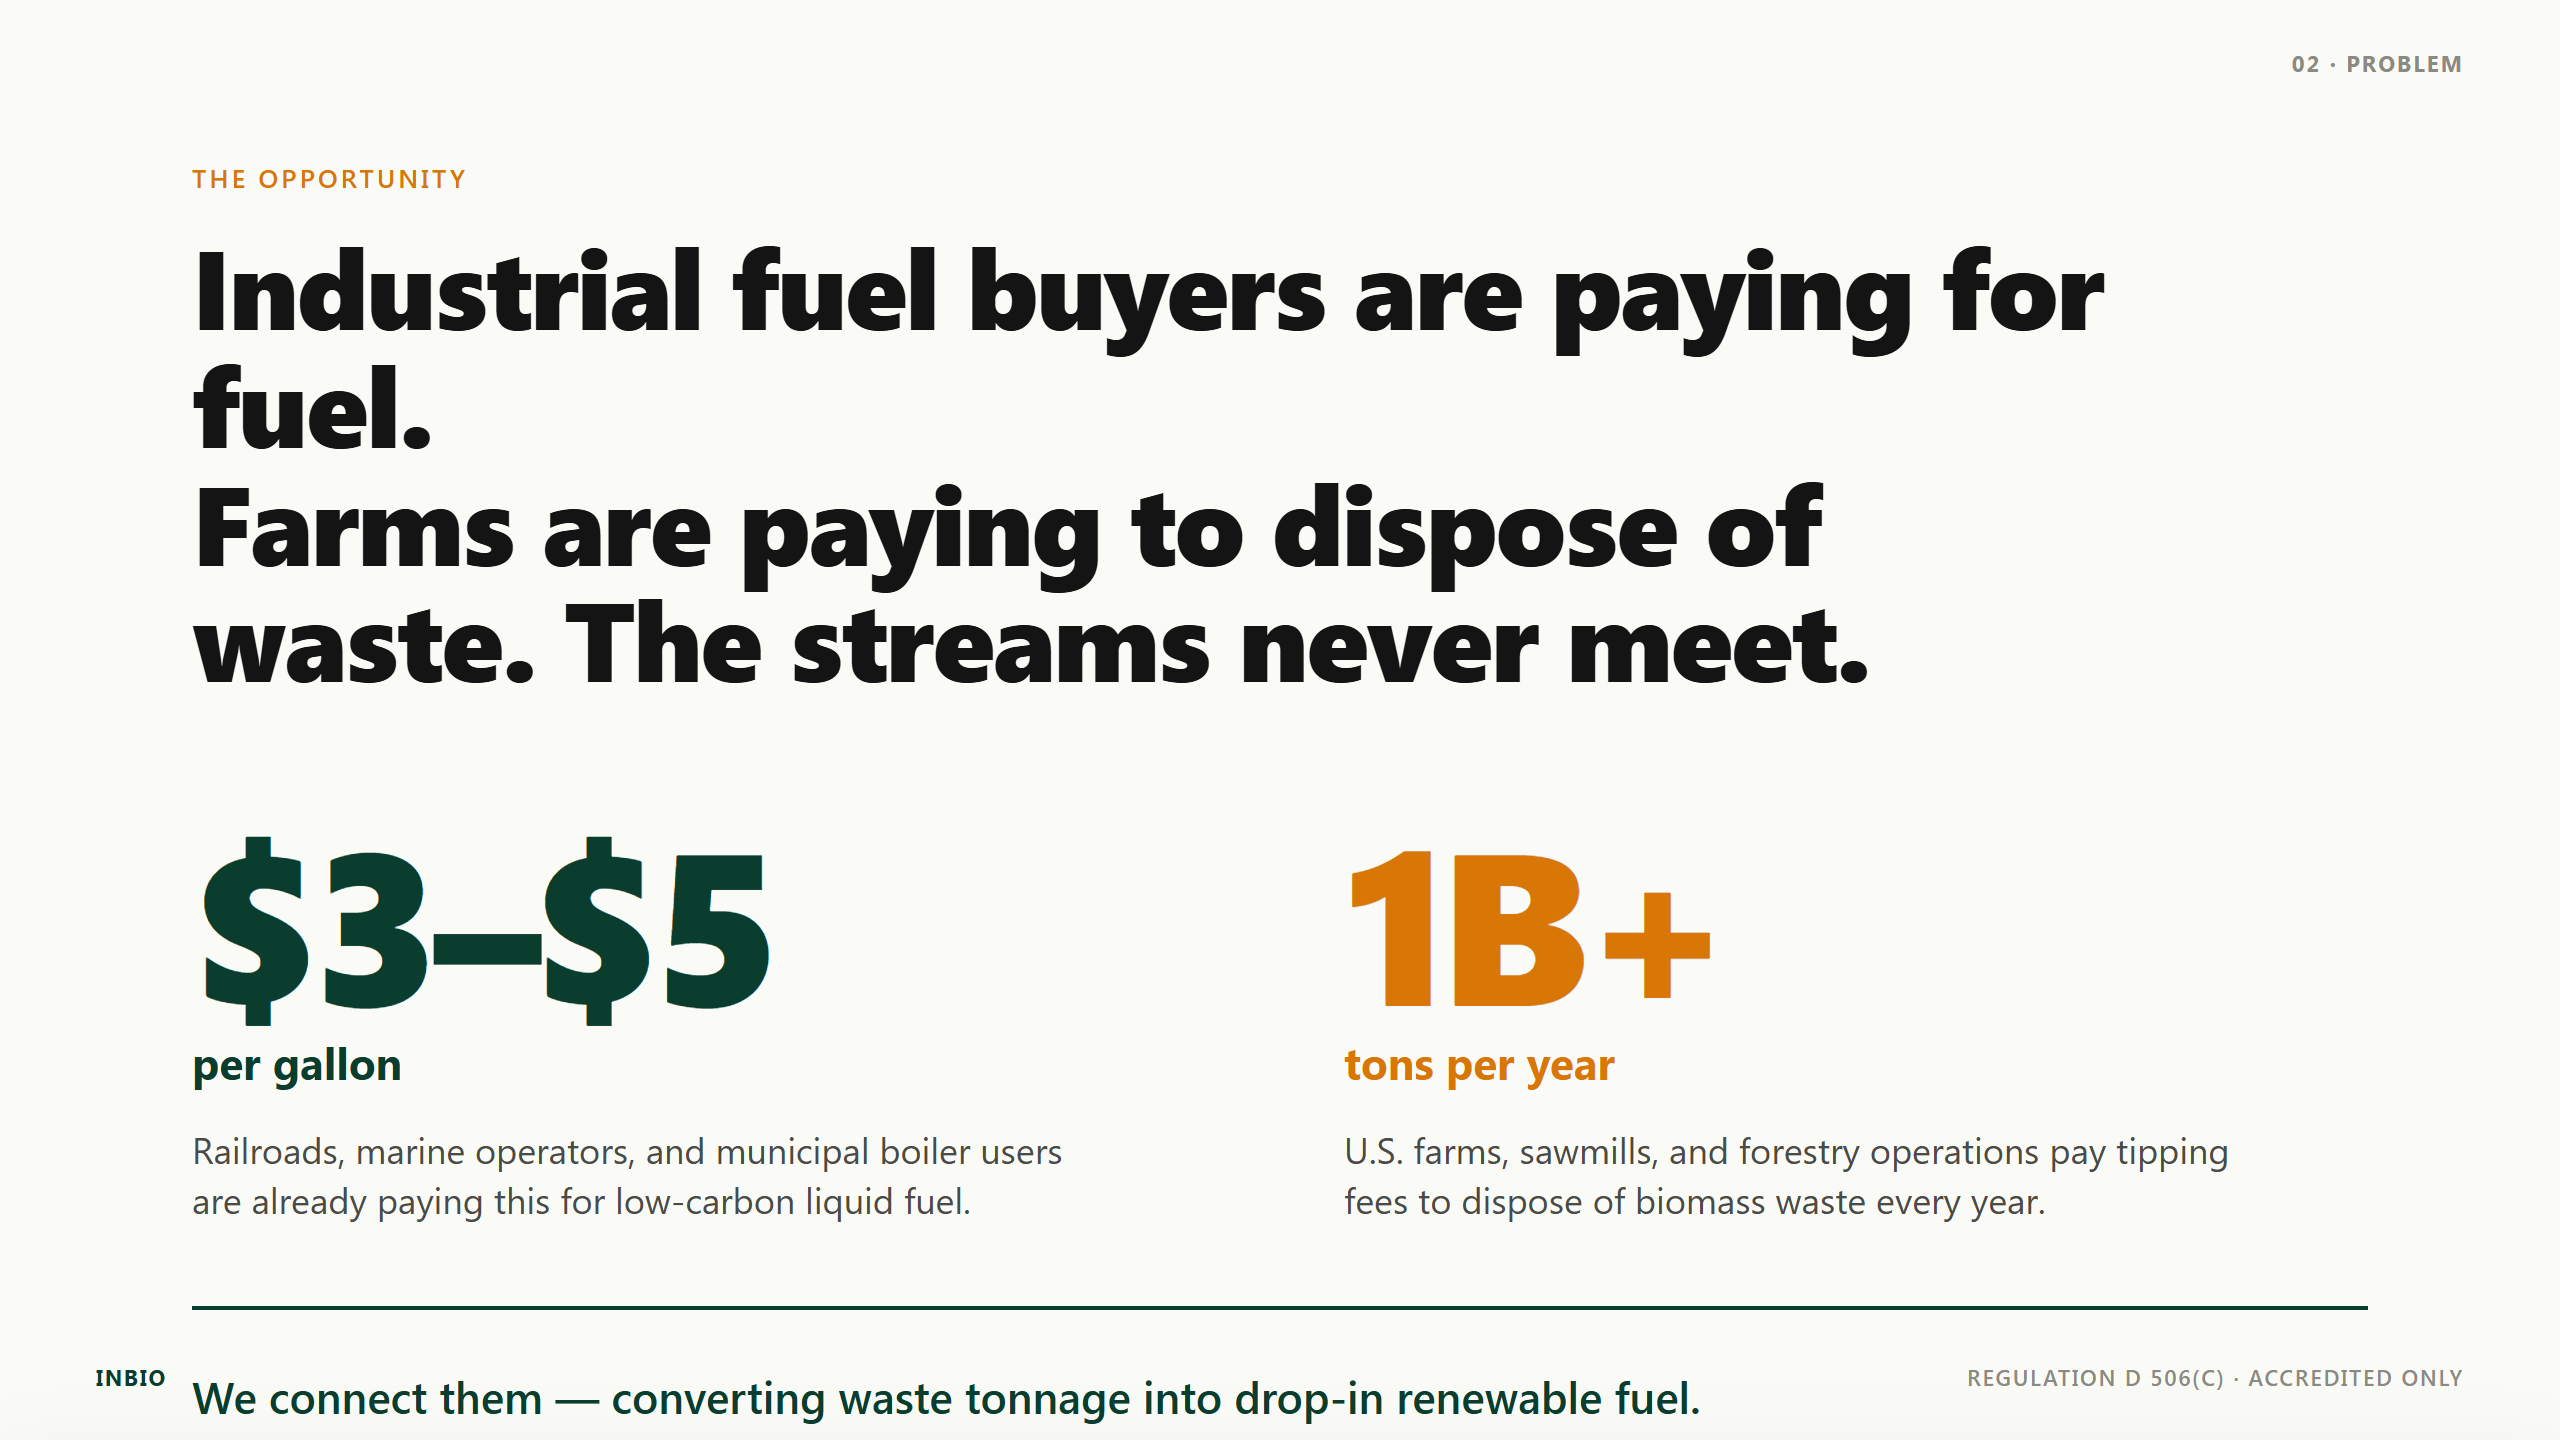 02 · PROBLEM
THE OPPORTUNITY
Industrial fuel buyers are paying for
fuel.
Farms are paying to dispose of
waste. The streams never meet.
$3–$5
per gallon
Railroads, marine operators, and municipal boiler users
are already paying this for low-carbon liquid fuel.
1B+
tons per year
U.S. farms, sawmills, and forestry operations pay tipping
fees to dispose of biomass waste every year.
INBIO
We connect them — converting waste tonnage into drop-in renewable fuel.
REGULATION D 506(C) · ACCREDITED ONLY